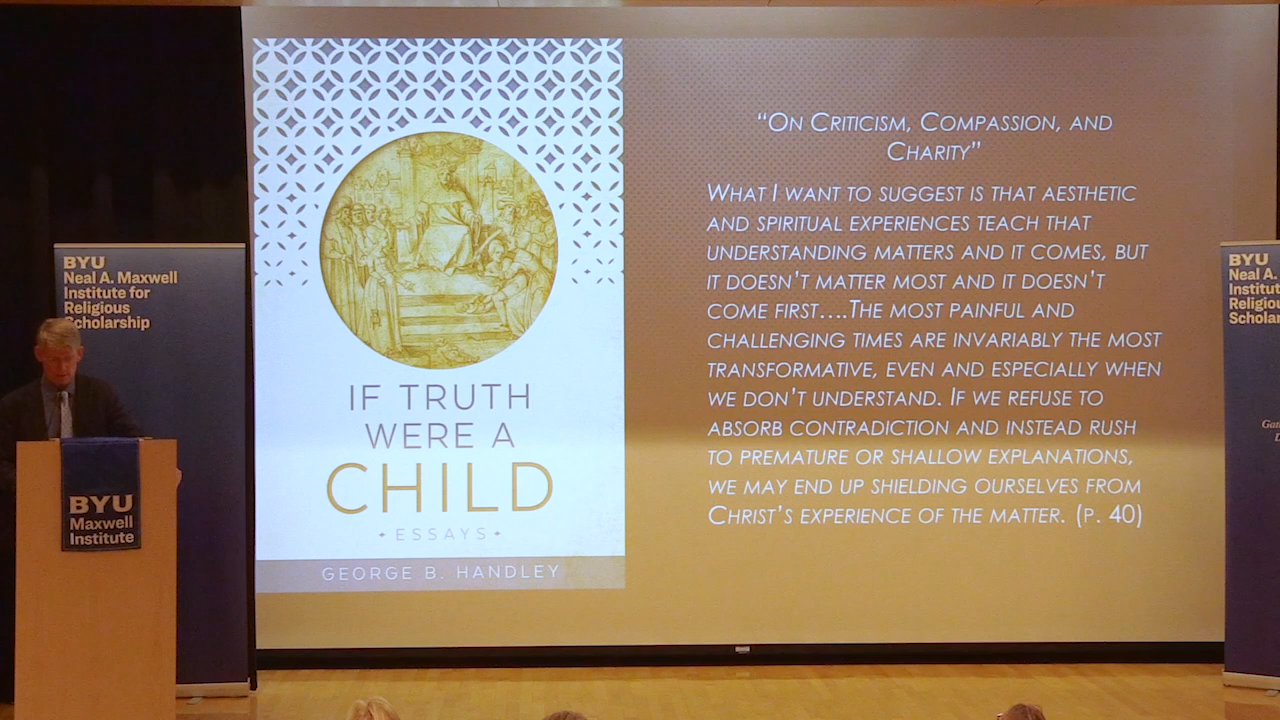 BYU
Neal A. Maxwell
Institute for
Religious
Scholarship
BYU
Maxwell
Institute
IF TRUTH
WERE A
CHILD
ESSAYS
GEORGE B. HANDLEY
“ON CRITICISM, COMPASSION, AND
CHARITY”
WHAT I WANT TO SUGGEST IS THAT AESTHETIC
AND SPIRITUAL EXPERIENCES TEACH THAT
UNDERSTANDING MATTERS AND IT COMES, BUT
IT DOESN’T MATTER MOST AND IT DOESN’T
COME FIRST….THE MOST PAINFUL AND
CHALLENGING TIMES ARE INVARIABLY THE MOST
TRANSFORMATIVE, EVEN AND ESPECIALLY WHEN
WE DON’T UNDERSTAND. IF WE REFUSE TO
ABSORB CONTRADICTION AND INSTEAD RUSH
TO PREMATURE OR SHALLOW EXPLANATIONS,
WE MAY END UP SHIELDING OURSELVES FROM
CHRIST’S EXPERIENCE OF THE MATTER. (P. 40)
BYU
Neal A.